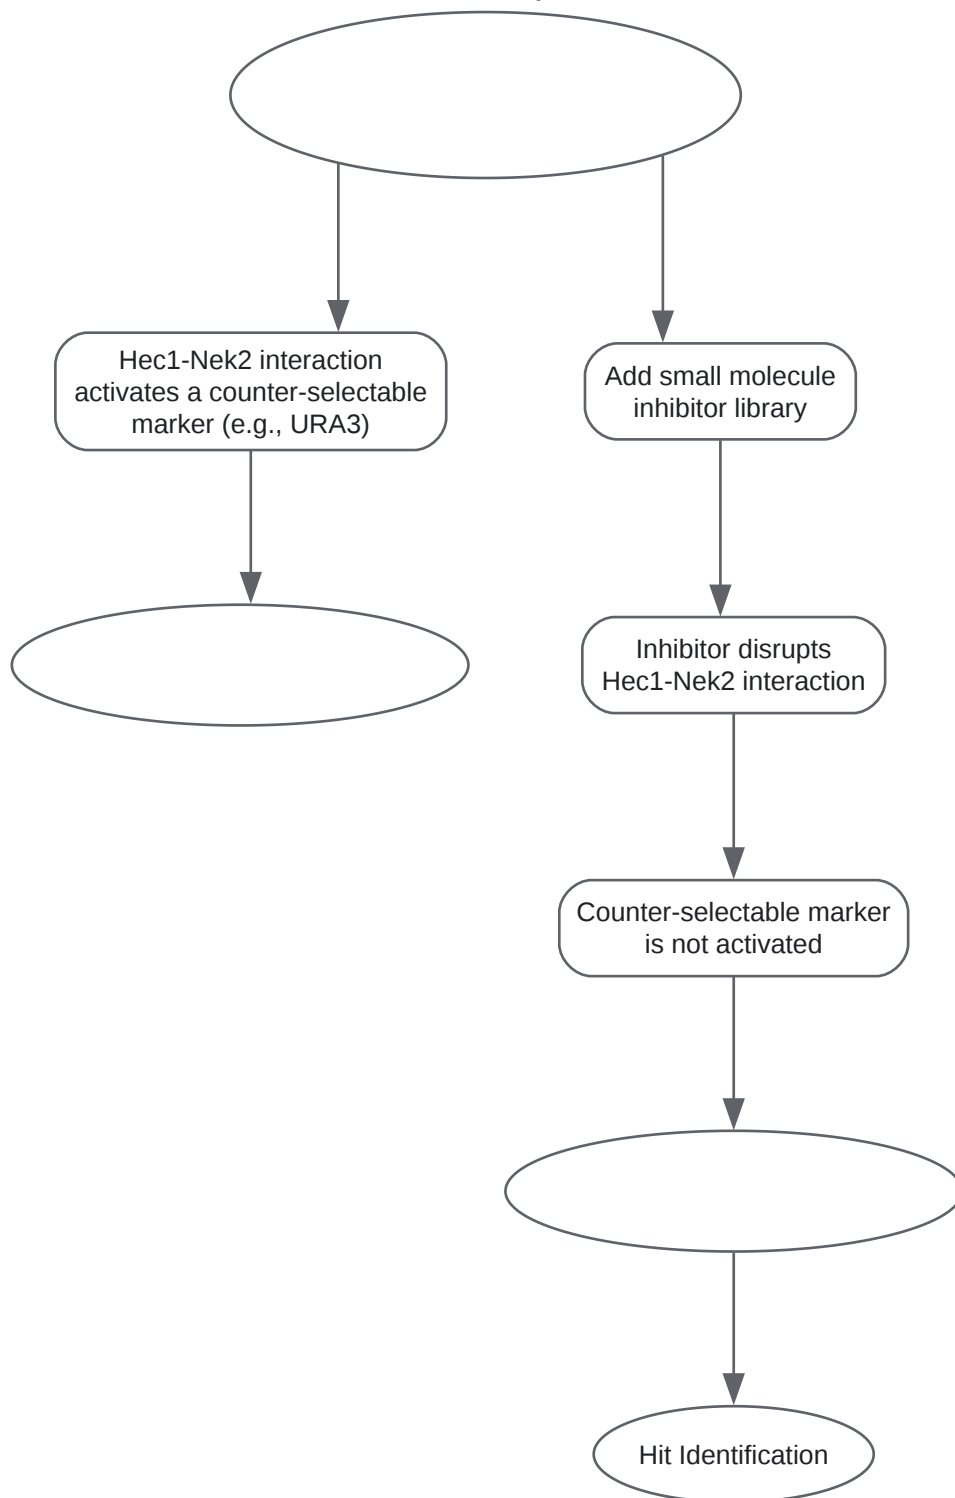 Hec1-Nek2 interaction
activates a counter-selectable
marker (e.g., URA3)
Add small molecule
inhibitor library
Inhibitor disrupts
Hec1-Nek2 interaction
Counter-selectable marker
is not activated
Hit Identification